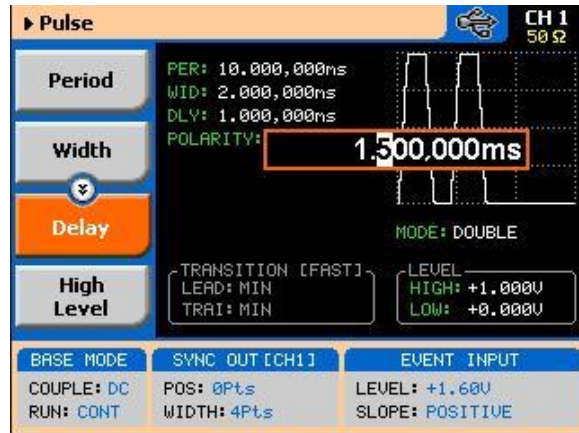 Pulse
CH 1
50 Ω
Period
Width
Delay
High
Level
PER: 10.000,000ms
WID: 2.000,000ms
DLY: 1.000,000ms
POLARITY:
1.500,000ms
MODE: DOUBLE
TRANSITION [FAST]
LEAD: MIN
TRAI: MIN
LEVEL
HIGH: +1.000V
LOW: +0.000V
BASE MODE
COUPLE: DC
RUN: CONT
SYNC OUT [CH1]
POS: 0Pts
WIDTH: 4Pts
EVENT INPUT
LEVEL: +1.60V
SLOPE: POSITIVE